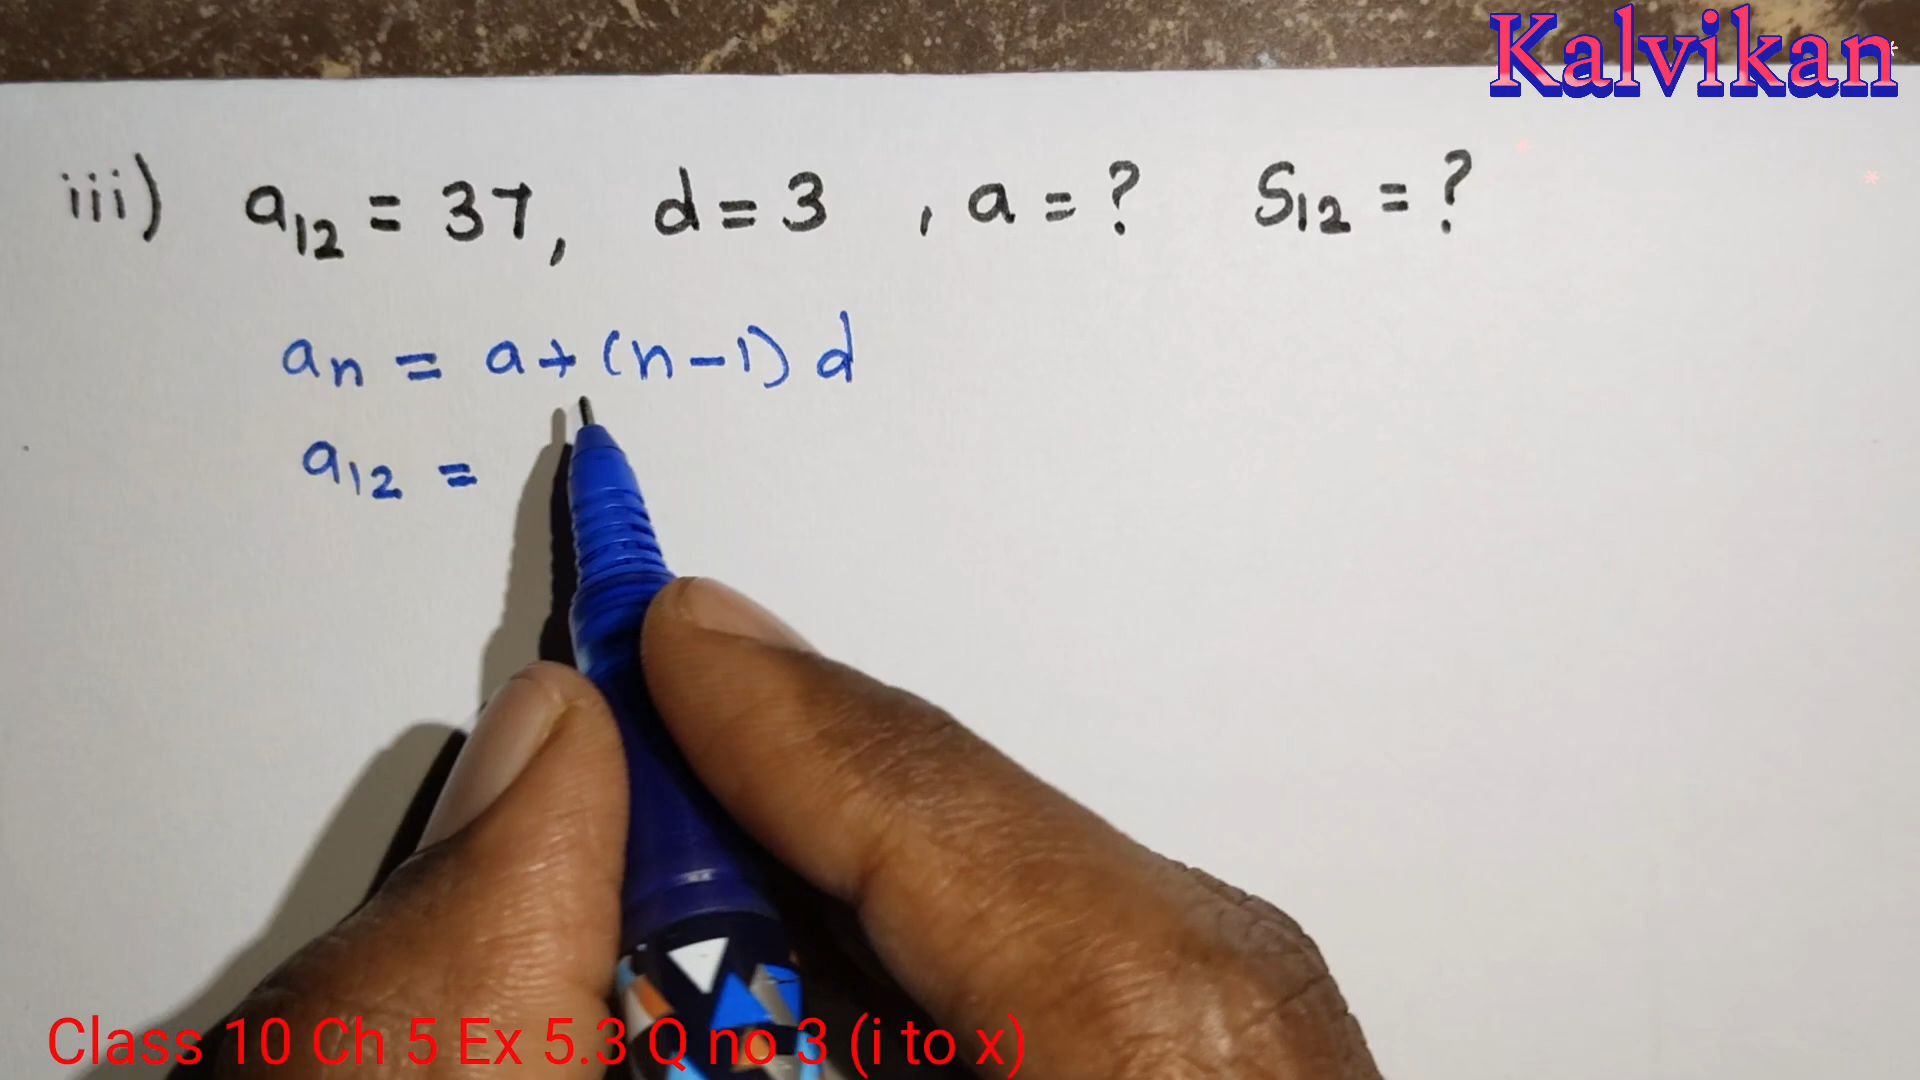 Kalvikan
iii) a₁₂ = 37, d = 3 , a = ? S₁₂ = ?
aₙ = a + (n - 1) d
a₁₂ =
Class 10 Ch 5 Ex 5.3 Q no 3 (i to x)